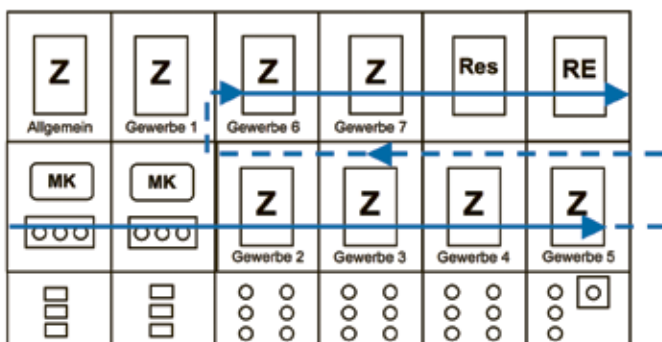 Z Z Z Z Res RE
Allgemein Gewerbe 1 Gewerbe 6 Gewerbe 7
MK MK Z Z Z Z
Gewerbe 2 Gewerbe 3 Gewerbe 4 Gewerbe 5